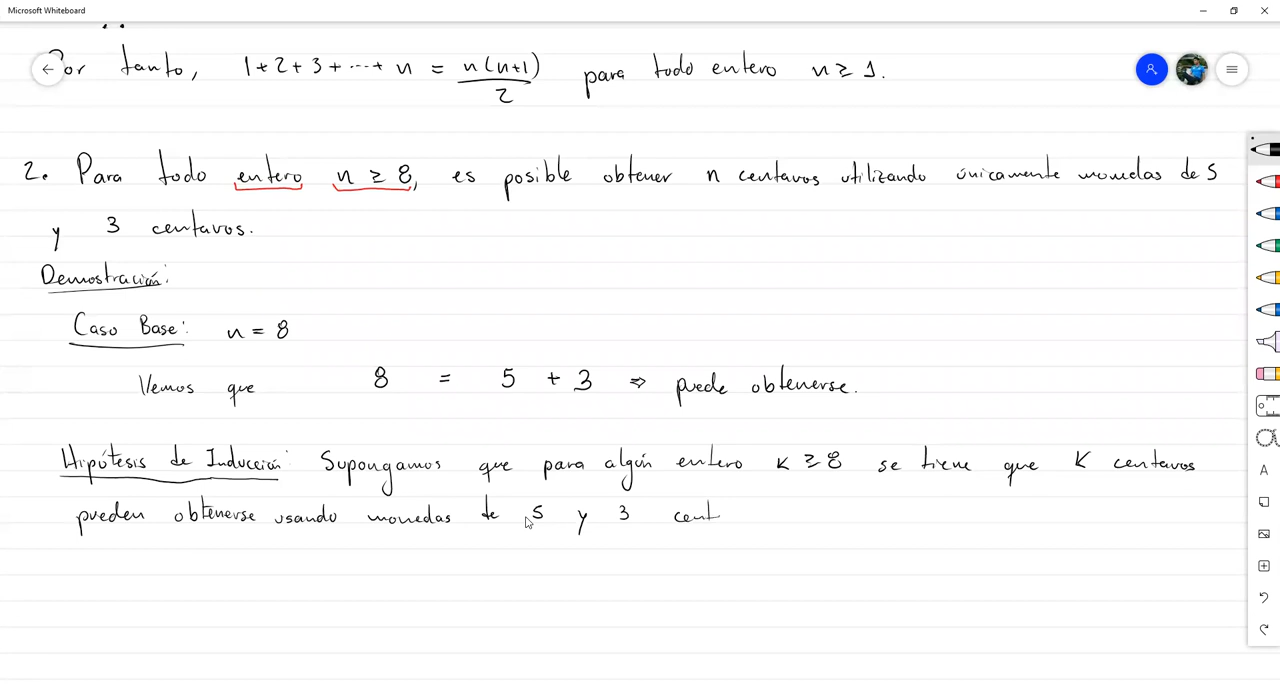 Microsoft Whiteboard
Por tanto, 1+2+3+...+ n = n(n+1)/2 para todo entero n ≥ 1.
2. Para todo entero n ≥ 8, es posible obtener n centavos utilizando únicamente monedas de 5
y 3 centavos.
Demostración:
Caso Base: n = 8
Vemos que 8 = 5 + 3 ⇒ puede obtenerse.
Hipótesis de Inducción: Supongamos que para algún entero K ≥ 8 se tiene que K centavos
pueden obtenerse usando monedas de 5 y 3 cent
A